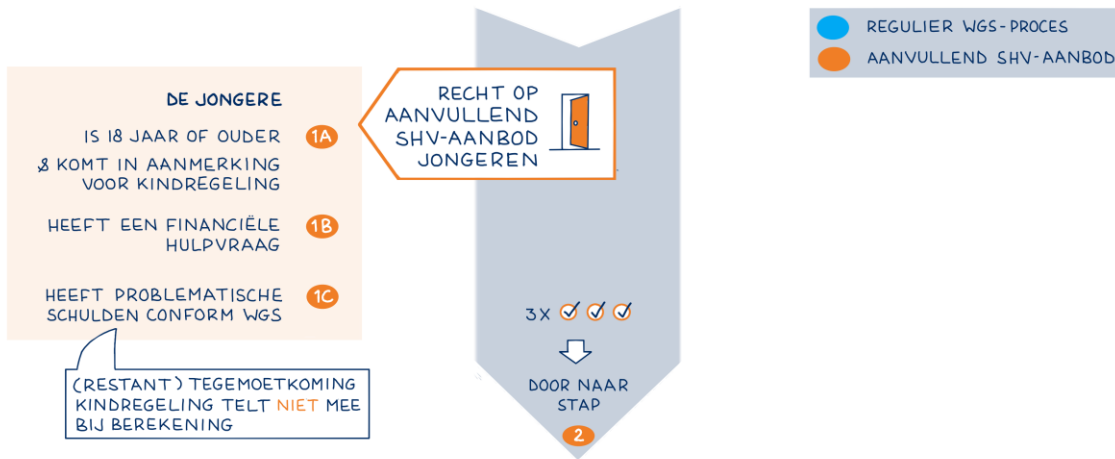 REGULIER WGS-PROCES
AANVULLEND SHV-AANBOD
RECHT OP
AANVULLEND
SHV-AANBOD
JONGEREN
DE JONGERE
IS 18 JAAR OF OUDER 1A
& KOMT IN AANMERKING
VOOR KINDREGELING
HEEFT EEN FINANCIËLE 1B
HULPVRAAG
HEEFT PROBLEMATISCHE 1C
SCHULDEN CONFORM WGS
(RESTANT) TEGEMOETKOMING
KINDREGELING TELT NIET MEE
BIJ BEREKENING
3X
DOOR NAAR
STAP
2